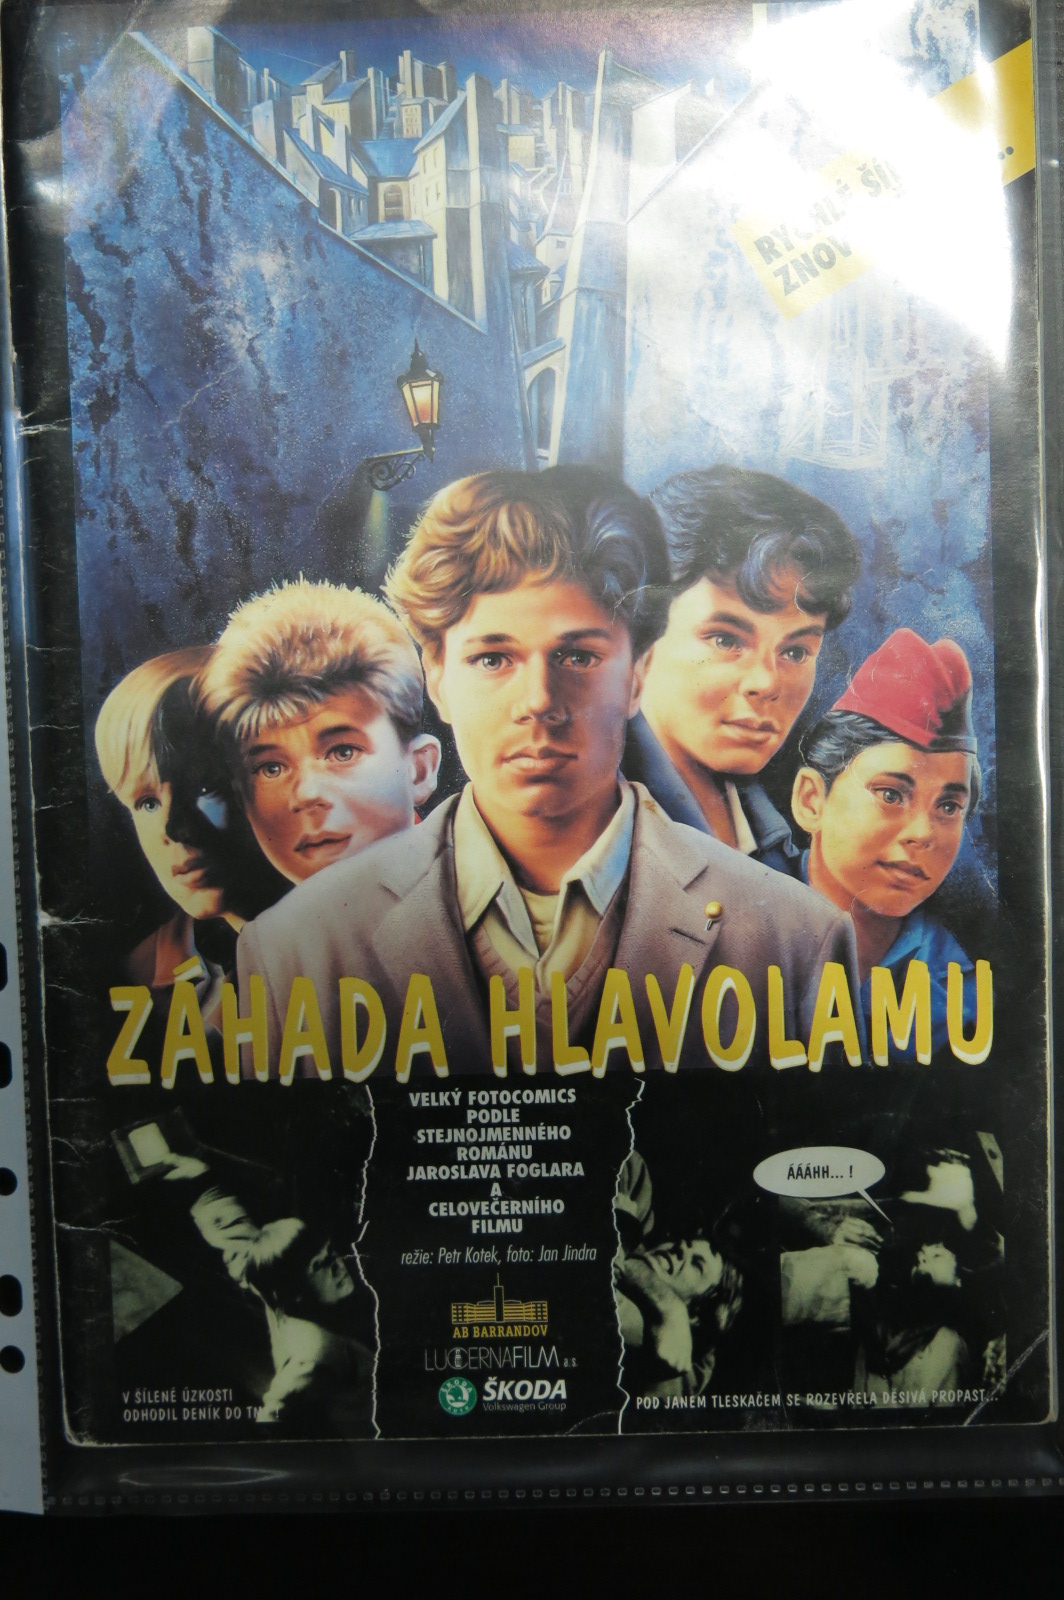 ZNOV
ZÁHADA HLAVOLAMU
VELKÝ FOTOCOMICS
PODLE
STEJNOJMENNÉHO
ROMÁNU
JAROSLAVA FOGLARA
A
CELOVEČERNÍHO
FILMU
režie: Petr Kotek, foto: Jan Jindra
AB BARRANDOV
LUCERNAFILM a.s.
ŠKODA
Volkswagen Group
ÁÁÁHH... !
V ŠÍLENÉ ÚZKOSTI
ODHODIL DENÍK DO
POD JANEM TLESKAČEM SE ROZEVŘELA DĚSIVÁ PROPAST...